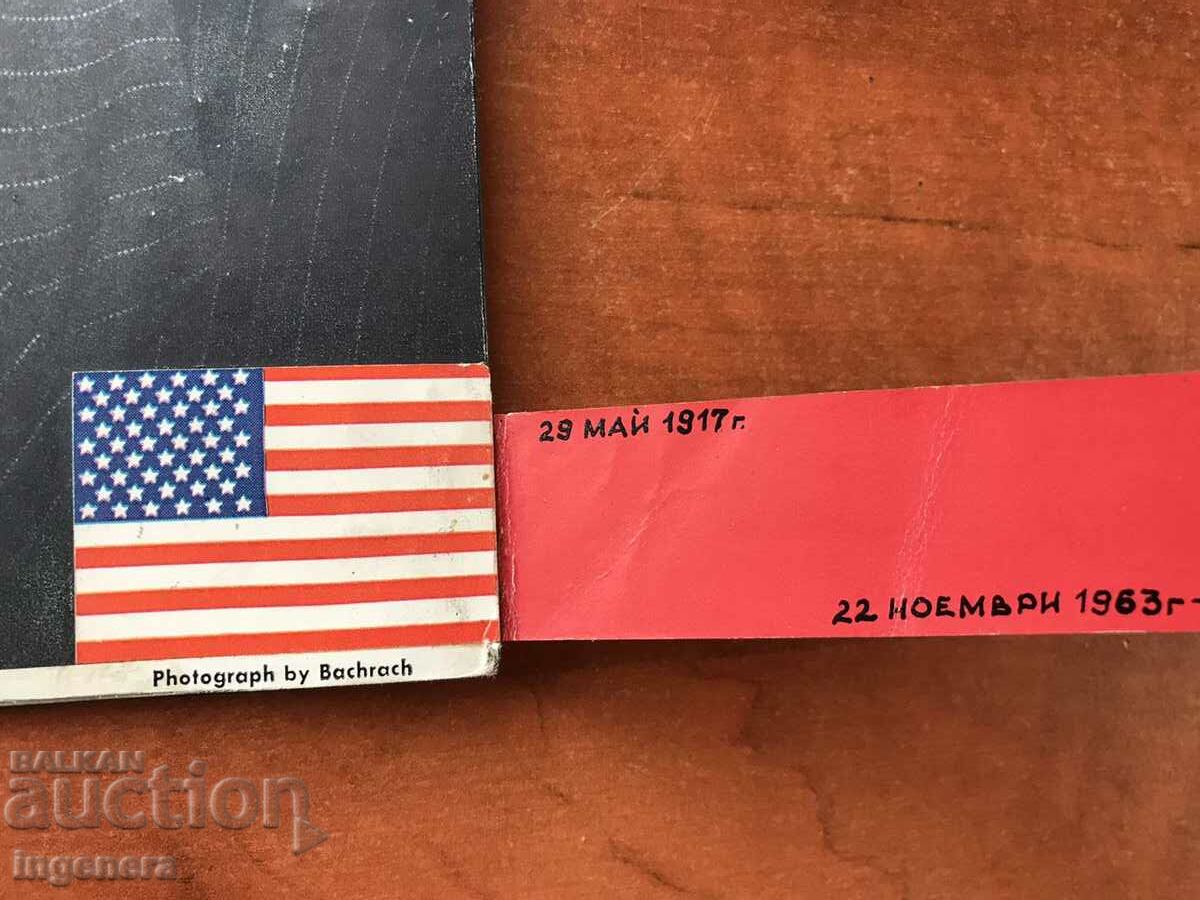 29 МАЙ 1917г.
22 НОЕМВРИ 1963г-
Photograph by Bachrach
BALKAN
auction
ingenera